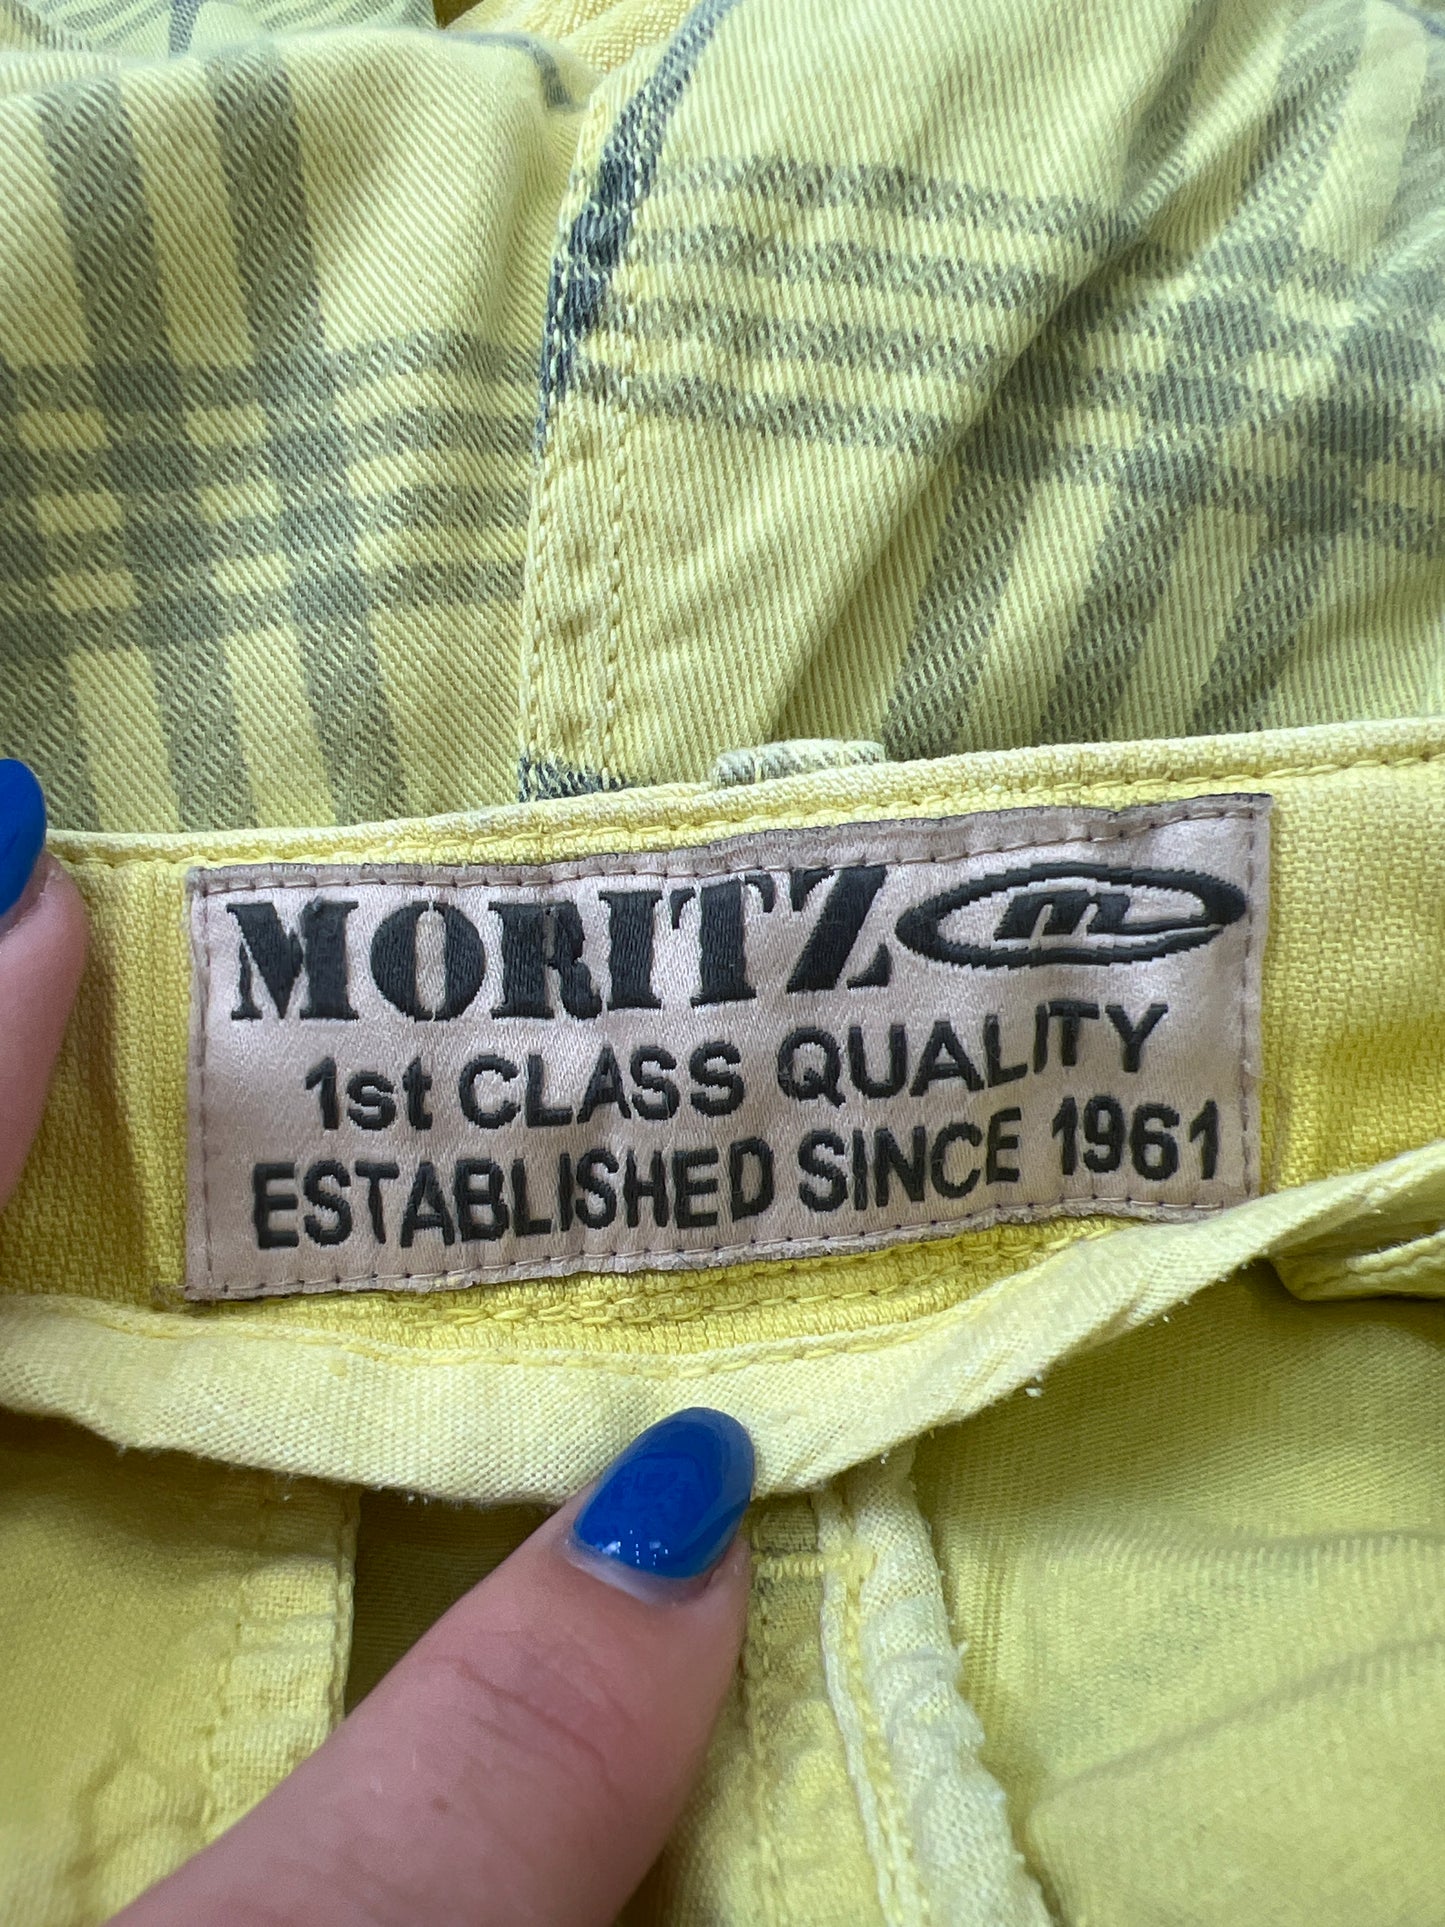 MORITZ m
1st CLASS QUALITY
ESTABLISHED SINCE 1961